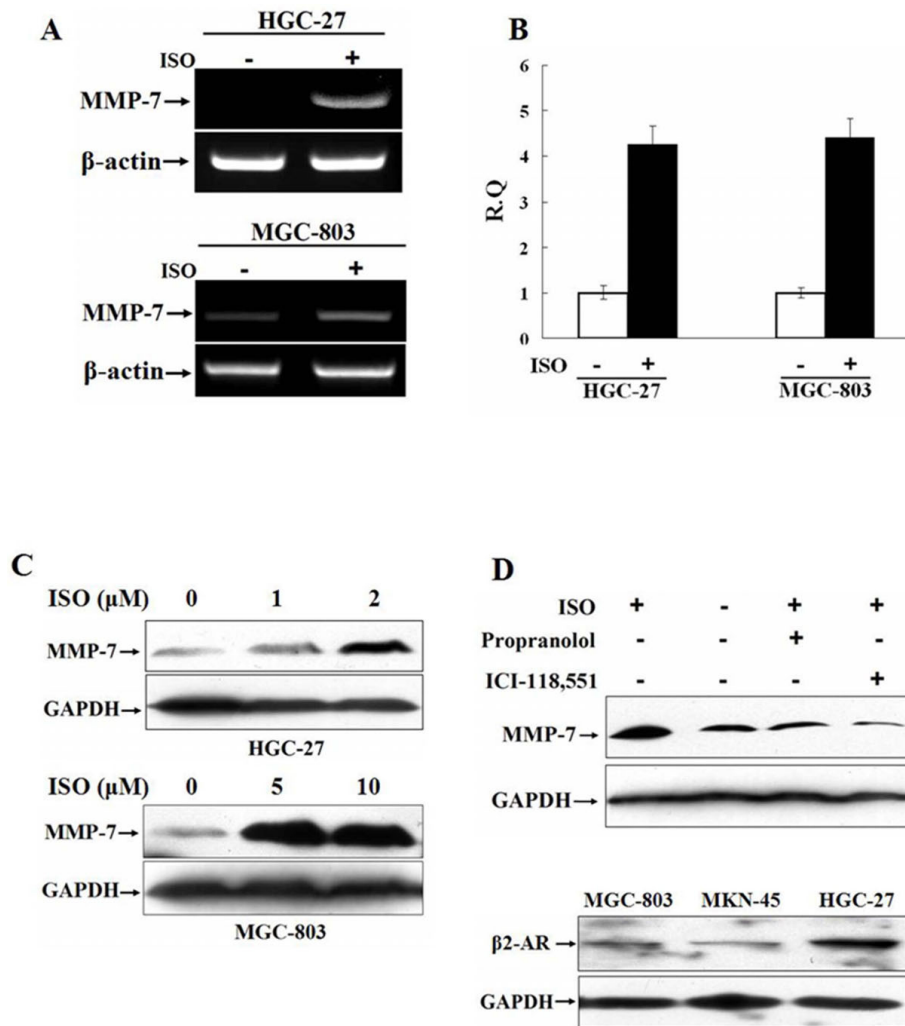 A
HGC-27
ISO - +
MMP-7→
β-actin→
MGC-803
ISO - +
MMP-7→
β-actin→
B
R.Q
6
5
4
3
2
1
0
ISO - + - +
HGC-27 MGC-803
C
ISO (μM) 0 1 2
MMP-7→
GAPDH→
HGC-27
ISO (μM) 0 5 10
MMP-7→
GAPDH→
MGC-803
D
ISO + - + +
Propranolol - - + -
ICI-118,551 - - - +
MMP-7→
GAPDH→
MGC-803 MKN-45 HGC-27
β2-AR→
GAPDH→